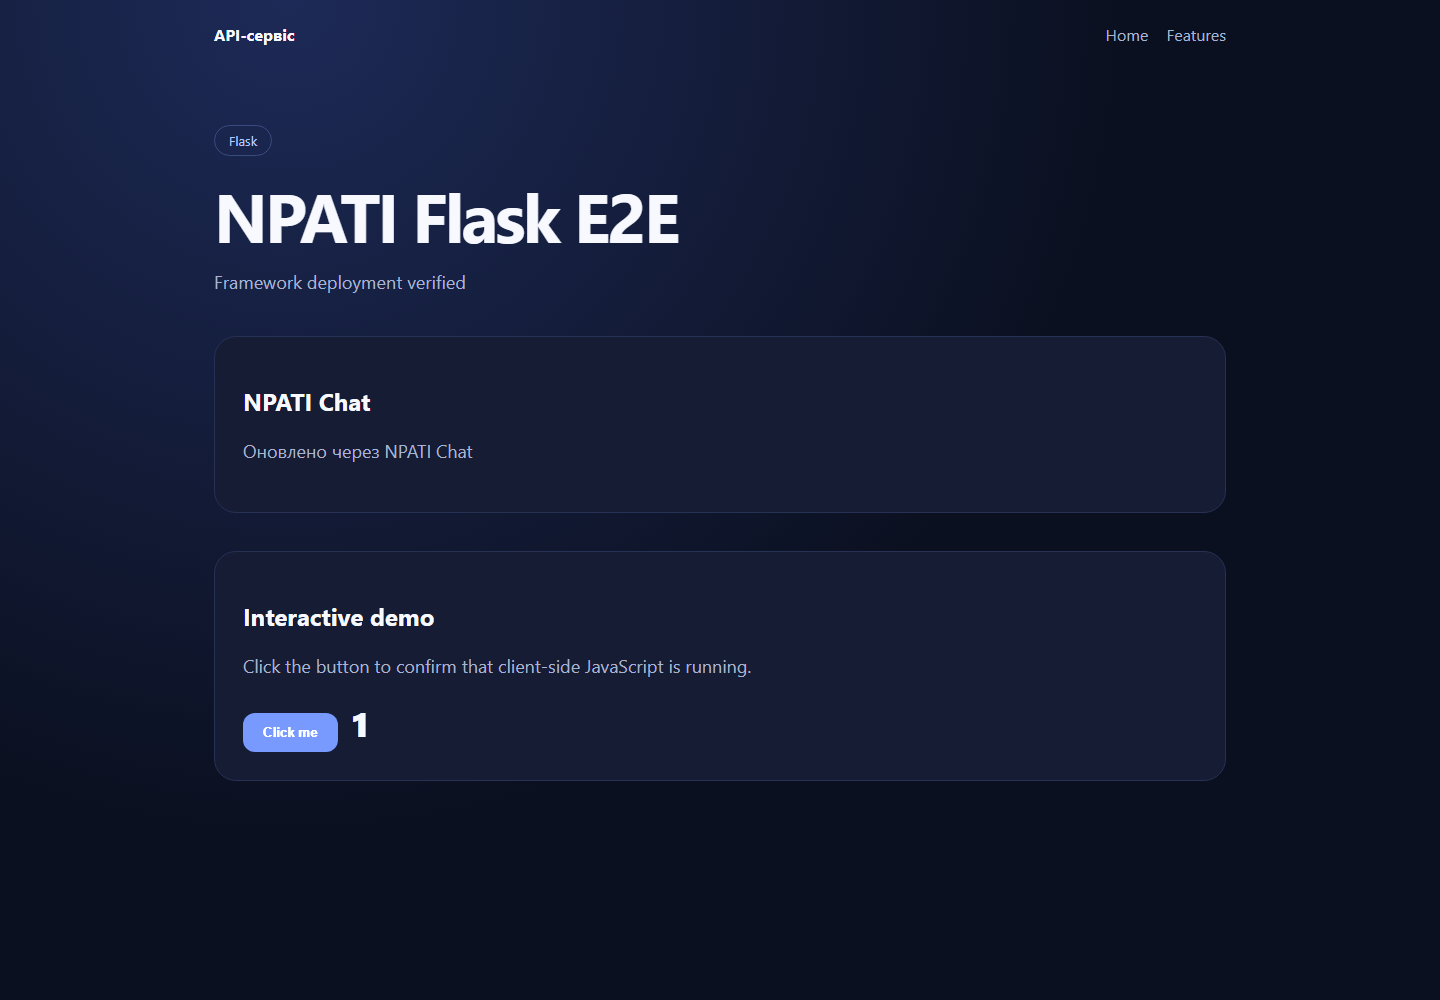 API-сервіс
Home Features
Flask
NPATI Flask E2E
Framework deployment verified
NPATI Chat
Оновлено через NPATI Chat
Interactive demo
Click the button to confirm that client-side JavaScript is running.
Click me 1